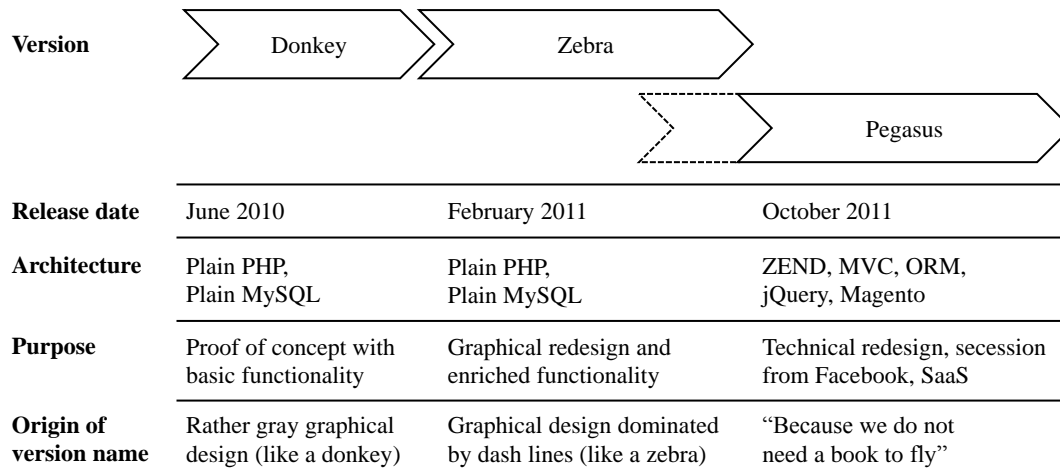 Version
Donkey
Zebra
Pegasus
Release date
June 2010
February 2011
October 2011
Architecture
Plain PHP,
Plain MySQL
Plain PHP,
Plain MySQL
ZEND, MVC, ORM,
jQuery, Magento
Purpose
Proof of concept with
basic functionality
Graphical redesign and
enriched functionality
Technical redesign, secession
from Facebook, SaaS
Origin of
version name
Rather gray graphical
design (like a donkey)
Graphical design dominated
by dash lines (like a zebra)
“Because we do not
need a book to fly”